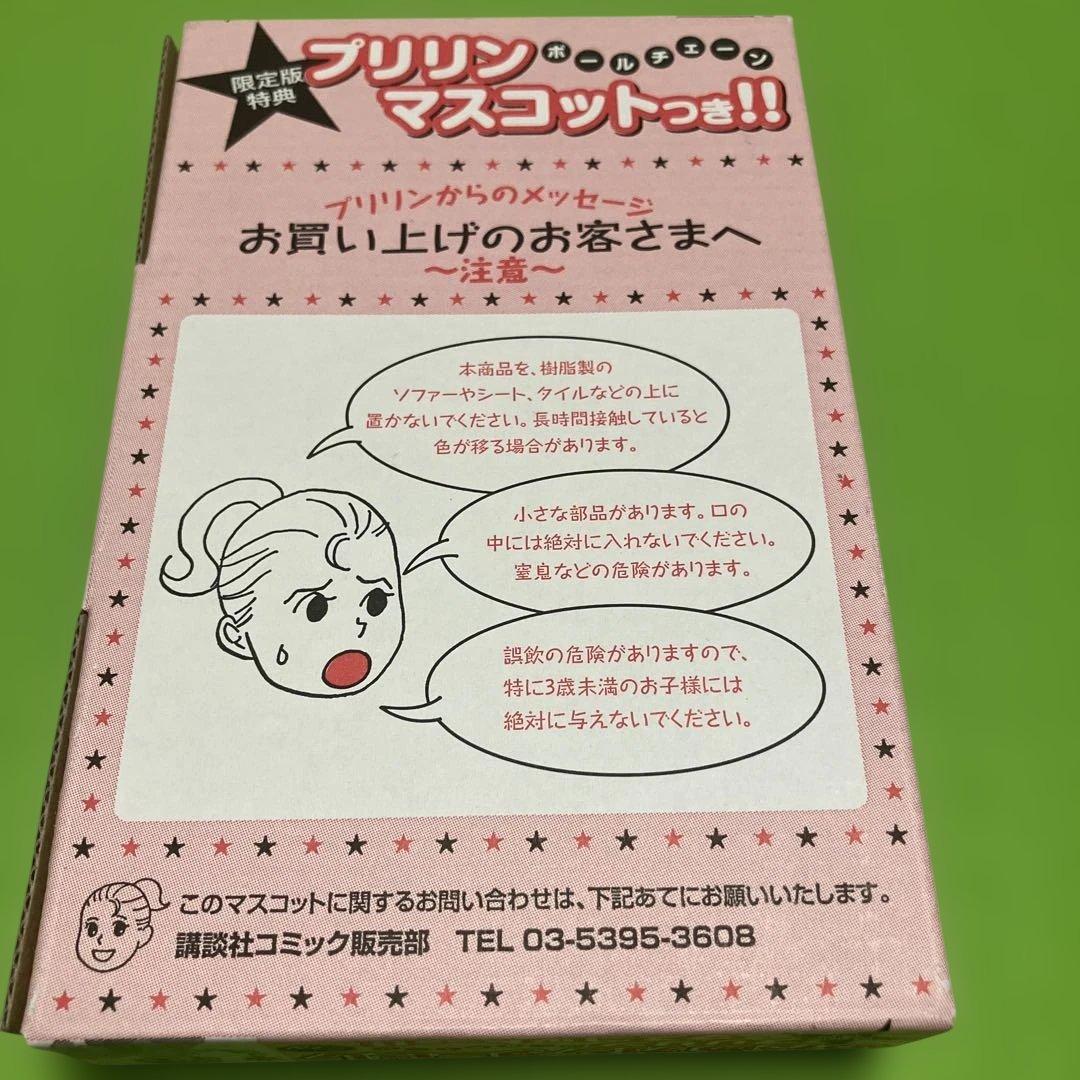 限定版
特典
プリリン
ボールチェーン
マスコットつき!!
プリリンからのメッセージ
お買い上げのお客さまへ
〜注意〜
本商品を、樹脂製の
ソファーやシート、タイルなどの上に
置かないでください。長時間接触していると
色が移る場合があります。
小さな部品があります。口の
中には絶対に入れないでください。
窒息などの危険があります。
誤飲の危険がありますので、
特に3歳未満のお子様には
絶対に与えないでください。
このマスコットに関するお問い合わせは、下記あてにお願いいたします。
講談社コミック販売部 TEL 03-5395-3608